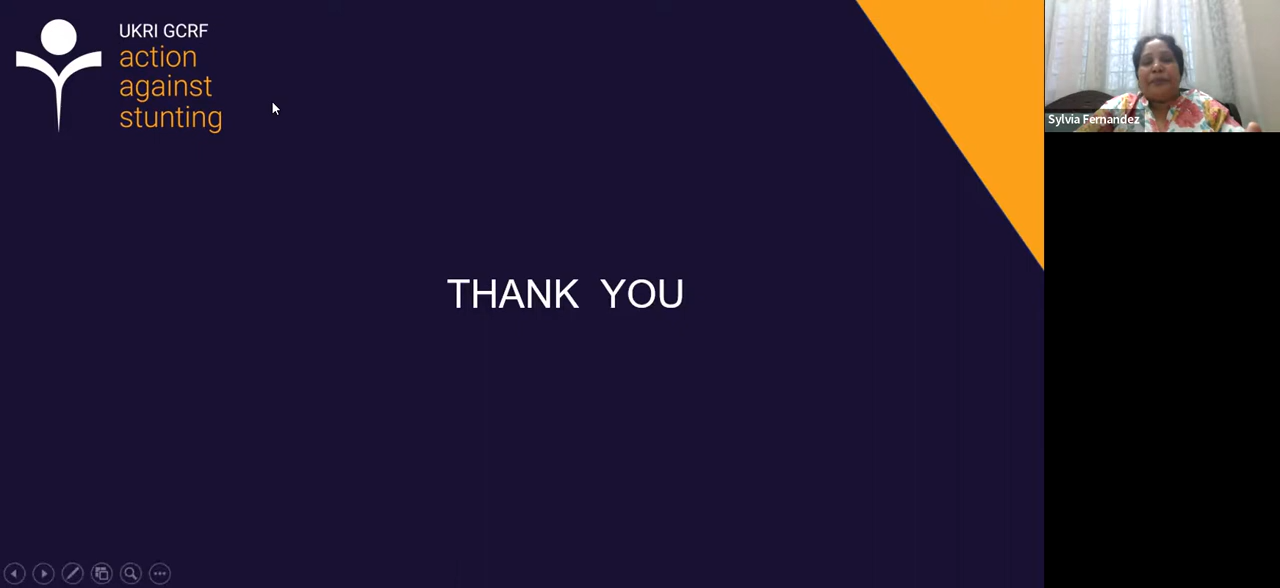 UKRI GCRF
action
against
stunting
Sylvia Fernandez
THANK YOU